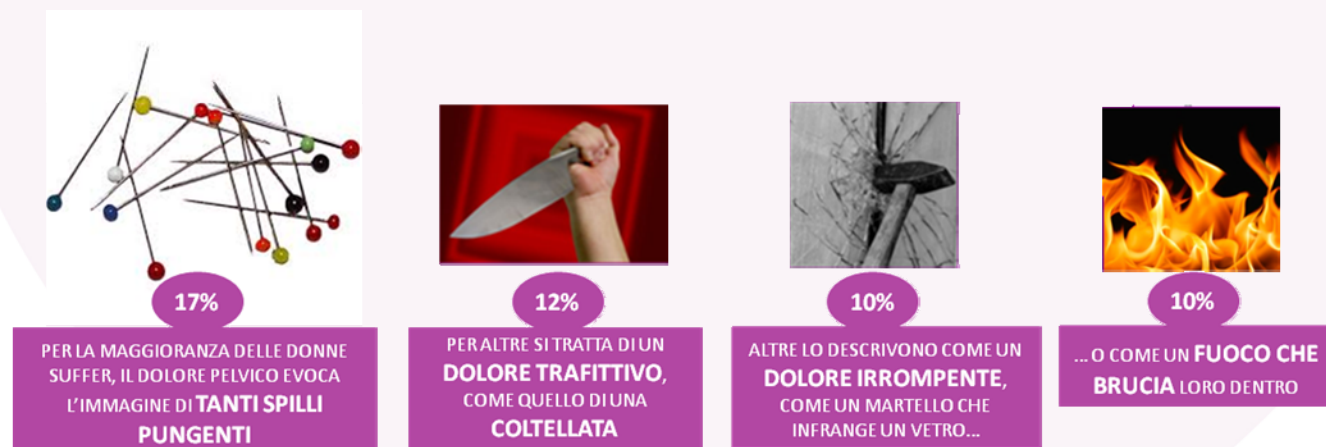 17%
PER LA MAGGIORANZA DELLE DONNE
SUFFER, IL DOLORE PELVICO EVOCA
L'IMMAGINE DI TANTI SPILLI
PUNGENTI
12%
PER ALTRE SI TRATTA DI UN
DOLORE TRAFITTIVO,
COME QUELLO DI UNA
COLTELLATA
10%
ALTRE LO DESCRIVONO COME UN
DOLORE IRROMPENTE,
COME UN MARTELLO CHE
INFRANGE UN VETRO...
10%
... O COME UN FUOCO CHE
BRUCIA LORO DENTRO